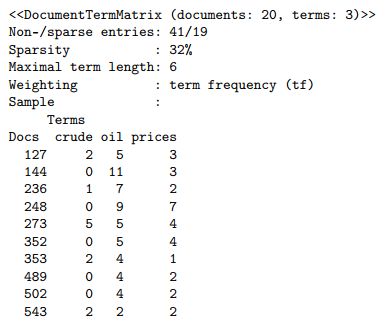 <<DocumentTermMatrix (documents: 20, terms: 3)>>
Non-/sparse entries: 41/19
Sparsity           : 32%
Maximal term length: 6
Weighting          : term frequency (tf)
Sample             :
     Terms
Docs  crude oil prices
  127     2   5      3
  144     0  11      3
  236     1   7      2
  248     0   9      7
  273     5   5      4
  352     0   5      4
  353     2   4      1
  489     0   4      2
  502     0   4      2
  543     2   2      2